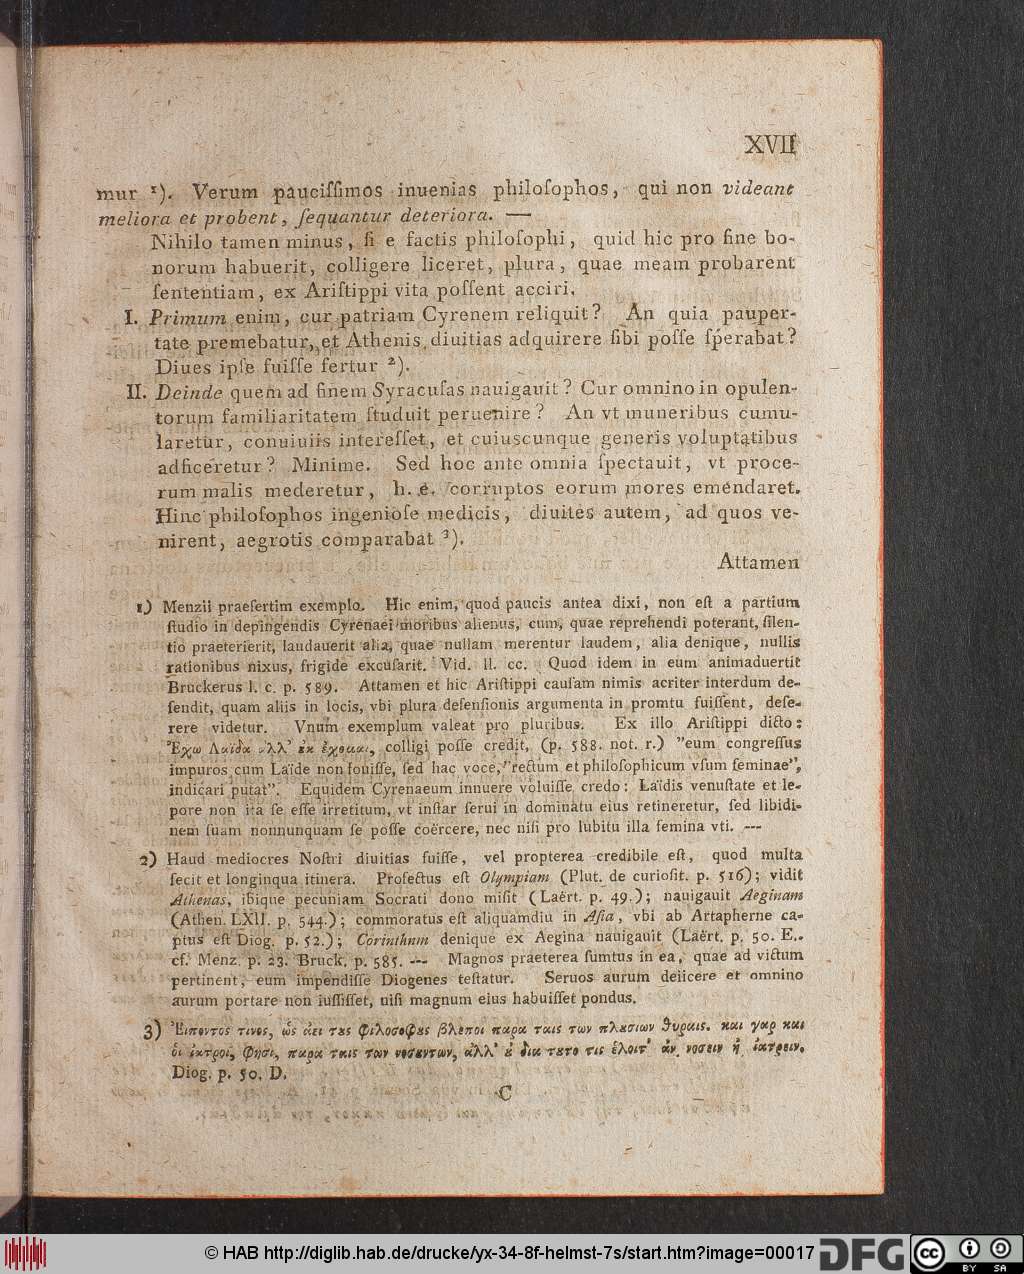 XVII
mur ¹). Verum pauciſſimos inuenias philoſophos, qui non videant
meliora et probent, ſequantur deteriora. —
Nihilo tamen minus, ſi e factis philoſophi, quid hic pro fine bo-
norum habuerit, colligere liceret, plura, quae meam probarent
ſententiam, ex Ariſtippi vita poſſent acciri.
I. Primum enim, cur patriam Cyrenem reliquit? An quia pauper-
tate premebatur, et Athenis diuitias adquirere ſibi poſſe ſperabat?
Diues ipſe fuiſſe fertur ²).
II. Deinde quem ad finem Syracuſas nauigauit? Cur omnino in opulen-
torum familiaritatem ſtuduit peruenire? An vt muneribus cumu-
laretur, conuiuiis intereſſet, et cuiuscunque generis voluptatibus
adficeretur? Minime. Sed hoc ante omnia ſpectauit, vt proce-
rum malis mederetur, h. e. corruptos eorum mores emendaret.
Hinc philoſophos ingenioſe medicis, diuites autem, ad quos ve-
nirent, aegrotis comparabat ³).
Attamen
1) Menzii praeſertim exemplo. Hic enim, quod paucis antea dixi, non eſt a partium
ſtudio in depingendis Cyrenaei moribus alienus, cum, quae reprehendi poterant, ſilen-
tio praeterierit, laudauerit alia, quae nullam merentur laudem, alia denique, nullis
rationibus nixus, frigide excuſarit. Vid. ll. cc. Quod idem in eum animaduertit
Bruckerus l. c. p. 589. Attamen et hic Ariſtippi cauſam nimis acriter interdum de-
fendit, quam aliis in locis, vbi plura defenſionis argumenta in promtu fuiſſent, deſe-
rere videtur. Vnum exemplum valeat pro pluribus. Ex illo Ariſtippi dicto:
Ἐχω Λαϊδα αλλ' ȣκ ἐχομαι, colligi poſſe credit, (p. 588. not. r.) ”eum congreſſus
impuros cum Laïde non fouiſſe, ſed hac voce, ”rectum et philoſophicum vſum feminae”,
indicari putat”. Equidem Cyrenaeum innuere voluiſſe credo: Laïdis venuſtate et le-
pore non ita ſe eſſe irretitum, vt inſtar ſerui in dominatu eius retineretur, ſed libidi-
nem ſuam nonnunquam ſe poſſe coërcere, nec niſi pro lubitu illa femina vti. ---
2) Haud mediocres Noſtri diuitias fuiſſe, vel propterea credibile eſt, quod multa
fecit et longinqua itinera. Profectus eſt Olympiam (Plut. de curioſit. p. 516); vidit
Athenas, ibique pecuniam Socrati dono miſit (Laërt. p. 49.); nauigauit Aeginam
(Athen. LXII. p. 544.); commoratus eſt aliquamdiu in Aſia, vbi ab Artapherne ca-
ptus eſt Diog. p. 52.); Corinthum denique ex Aegina nauigauit (Laërt. p. 50. E.
cf. Menz. p. 23. Bruck. p. 585. --- Magnos praeterea ſumtus in ea, quae ad victum
pertinent, eum impendiſſe Diogenes teſtatur. Seruos aurum deiicere et omnino
aurum portare non iuſſiſſet, niſi magnum eius habuiſſet pondus.
3) Ἐιποντος τινος, ὡς ἀει τȣς φιλοσοφȣς βλεποι παρα ταις των πλȣσιων θυραις. και γαρ και
ὁι ἰατροι, φησι, παρα ταις των νοσȣντων, ἀλλ' ȣ δια τȣτο τις ἑλοιτ' ἀν νοσειν ἠ ἰατρειν.
Diog. p. 50. D.
C
© HAB http://diglib.hab.de/drucke/yx-34-8f-helmst-7s/start.htm?image=00017 DFG cc BY SA